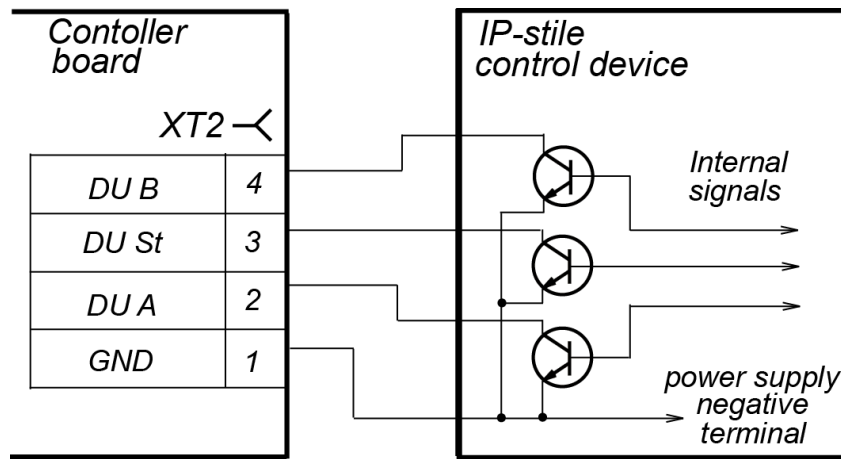 Contoller
board
IP-stile
control device
XT2
DU B 4
DU St 3
DU A 2
GND 1
Internal
signals
power supply
negative
terminal